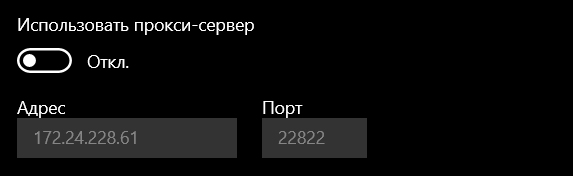 Использовать прокси-сервер
Откл.
Адрес Порт
172.24.228.61 22822